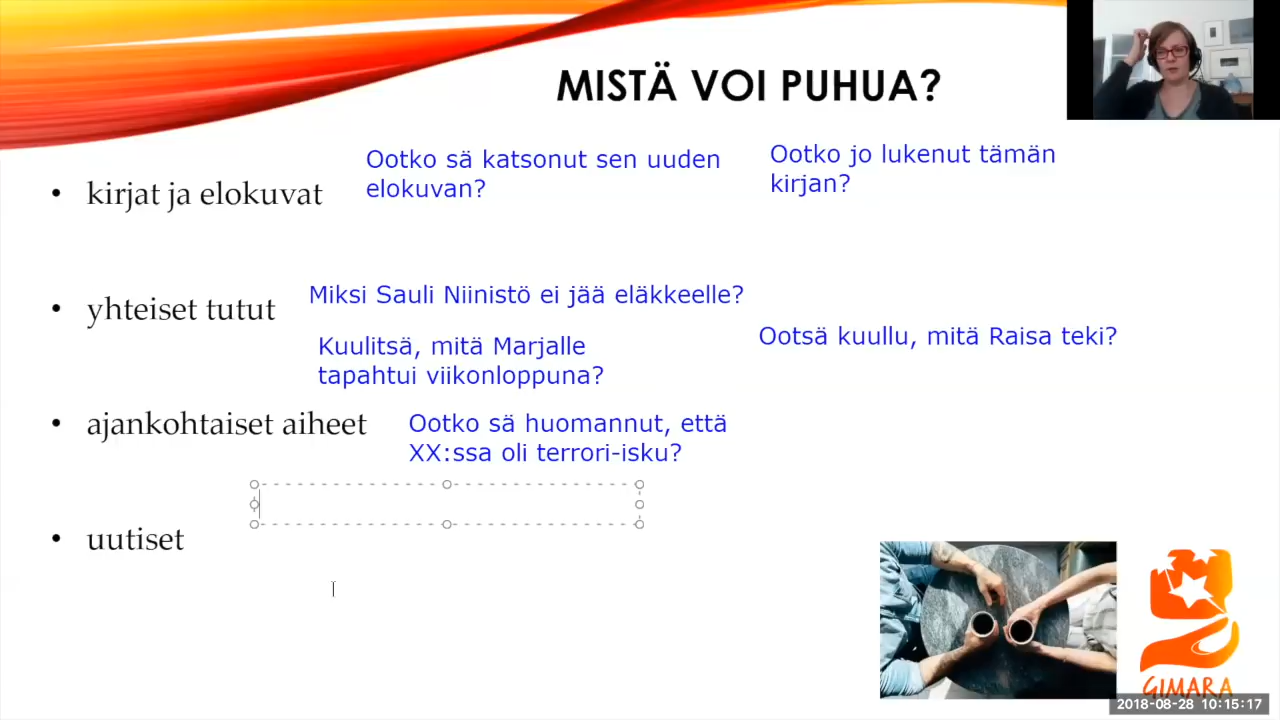 MISTÄ VOI PUHUA?
Ootko sä katsonut sen uuden
elokuvan?
Ootko jo lukenut tämän
kirjan?
• kirjat ja elokuvat
Miksi Sauli Niinistö ei jää eläkkeelle?
• yhteiset tutut
Ootsä kuullu, mitä Raisa teki?
Kuulitsä, mitä Marjalle
tapahtui viikonloppuna?
• ajankohtaiset aiheet
Ootko sä huomannut, että
XX:ssa oli terrori-isku?
• uutiset
GIMARA
2018-08-28 10:15:17